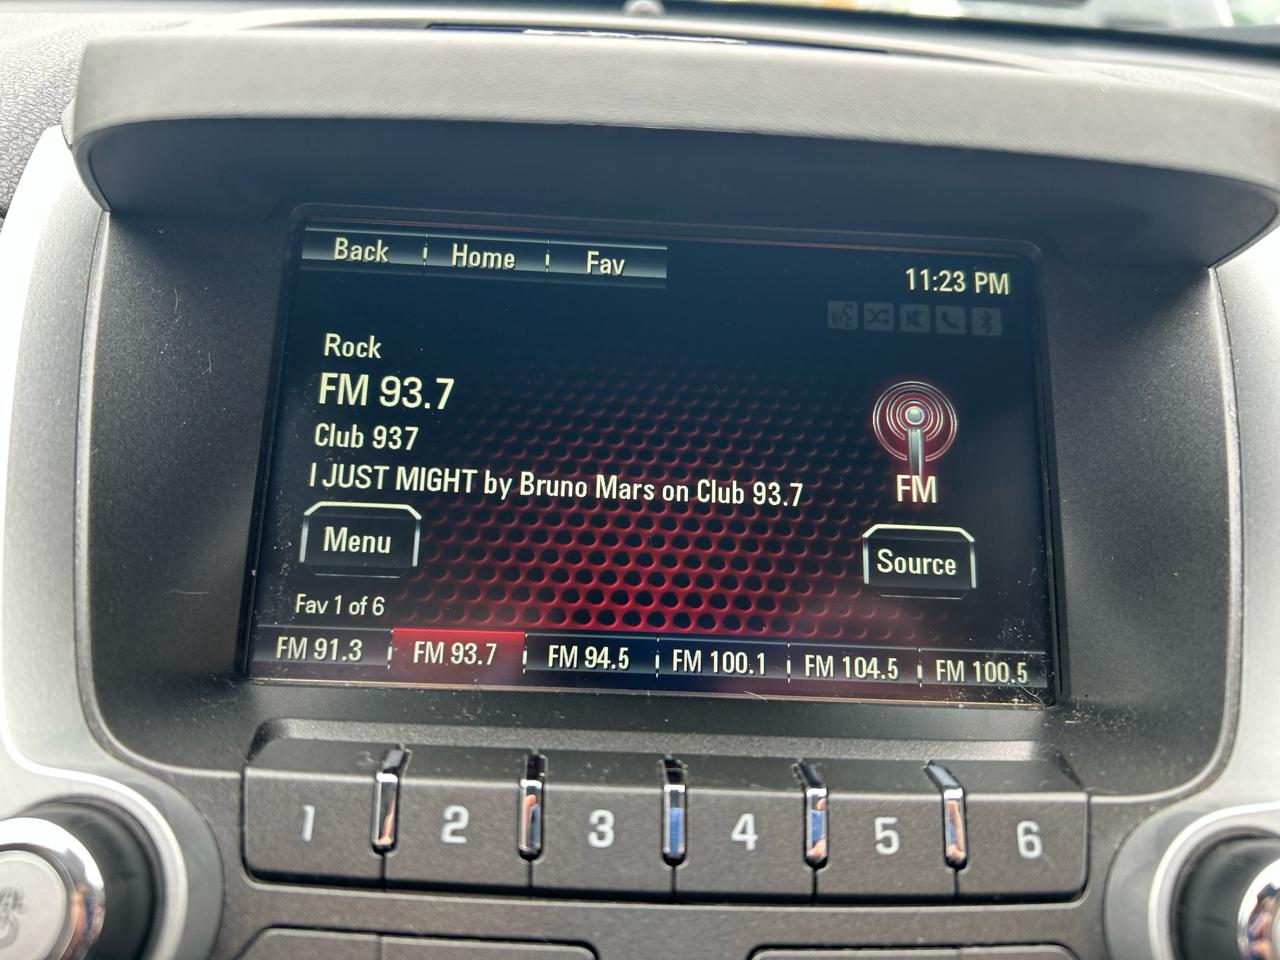 Back Home Fav
11:23 PM
Rock
FM 93.7
Club 937
I JUST MIGHT by Bruno Mars on Club 93.7
FM
Menu
Source
Fav 1 of 6
FM 91.3 FM 93.7 FM 94.5 FM 100.1 FM 104.5 FM 100.5
1 2 3 4 5 6